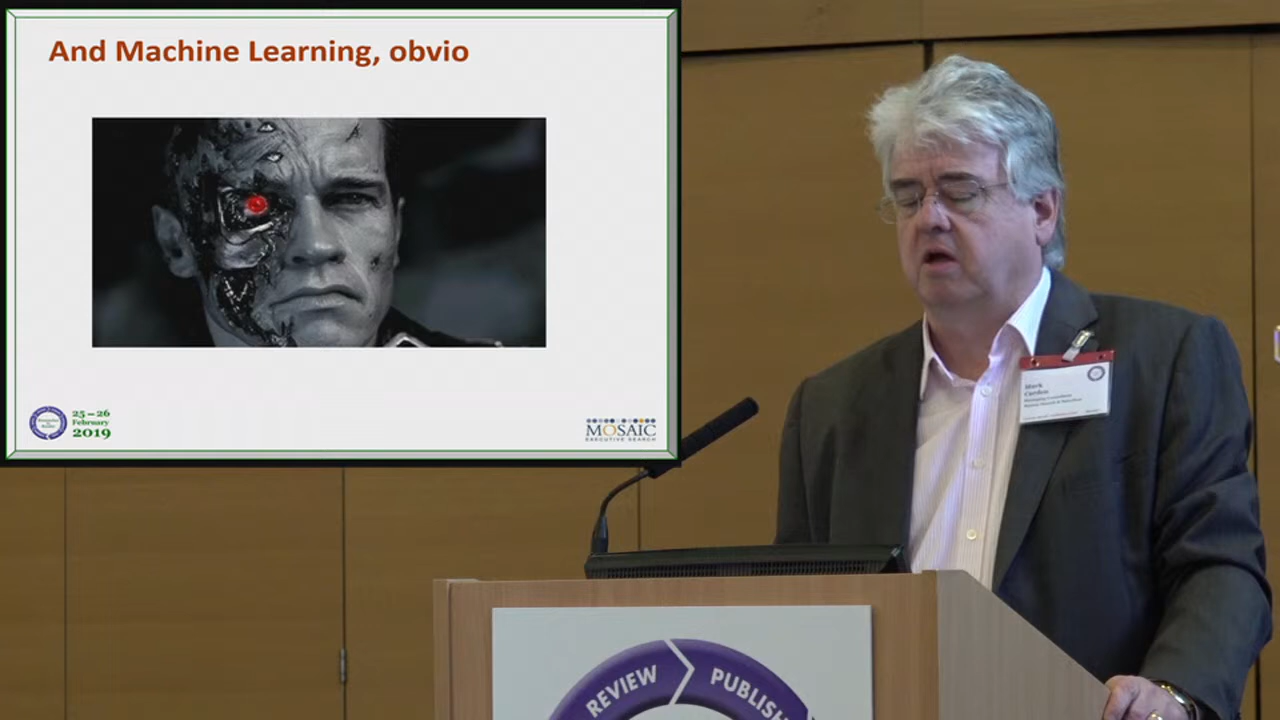 And Machine Learning, obvio
25 – 26
February
2019
MOSAIC
EXECUTIVE SEARCH
Mark
REVIEW
PUBLISH